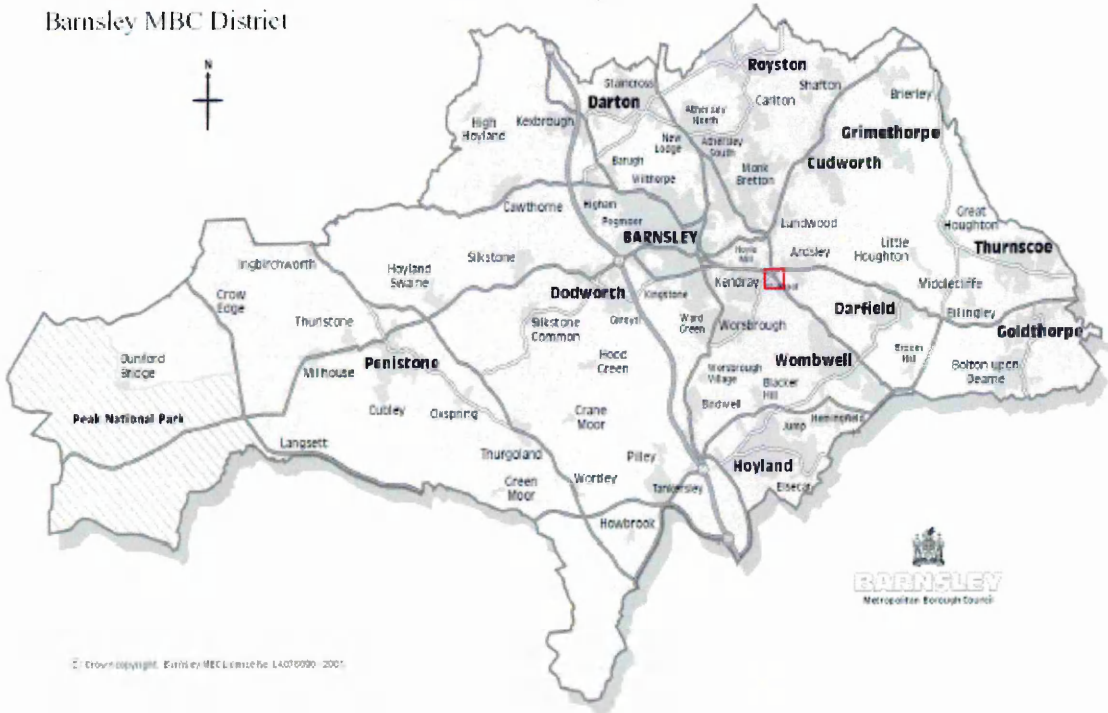 Barnsley MBC District
N
Royston
Staincross
Shafton
Darton
Carlton
Brierley
Athersley
North
High
Hoyland
Kexbrough
New
Lodge
Athersley
South
Grimethorpe
Cudworth
Barugh
Monk
Bretton
Wilthorpe
Cawthorne
Higham
Pogmoor
Lundwood
Great
Houghton
BARNSLEY
Hoyle
Mill
Ardsley
Little
Houghton
Thurnscoe
Ingbirchworth
Hoyland
Swaine
Silkstone
Kendray
Middlecliffe
Crow
Edge
Dodworth
Kingstone
Darfield
Billingley
Thurlstone
Silkstone
Common
Gilroyd
Ward
Green
Worsbrough
Goldthorpe
Dunford
Bridge
Millhouse
Penistone
Hood
Green
Wombwell
Broom
Hill
Worsbrough
Village
Blacker
Hill
Bolton upon
Dearne
Peak National Park
Cubley
Oxspring
Crane
Moor
Birdwell
Jump
Hemingfield
Langsett
Thurgoland
Pilley
Hoyland
Green
Moor
Wortley
Tankersley
Elsecar
Howbrook
BARNSLEY
Metropolitan Borough Council